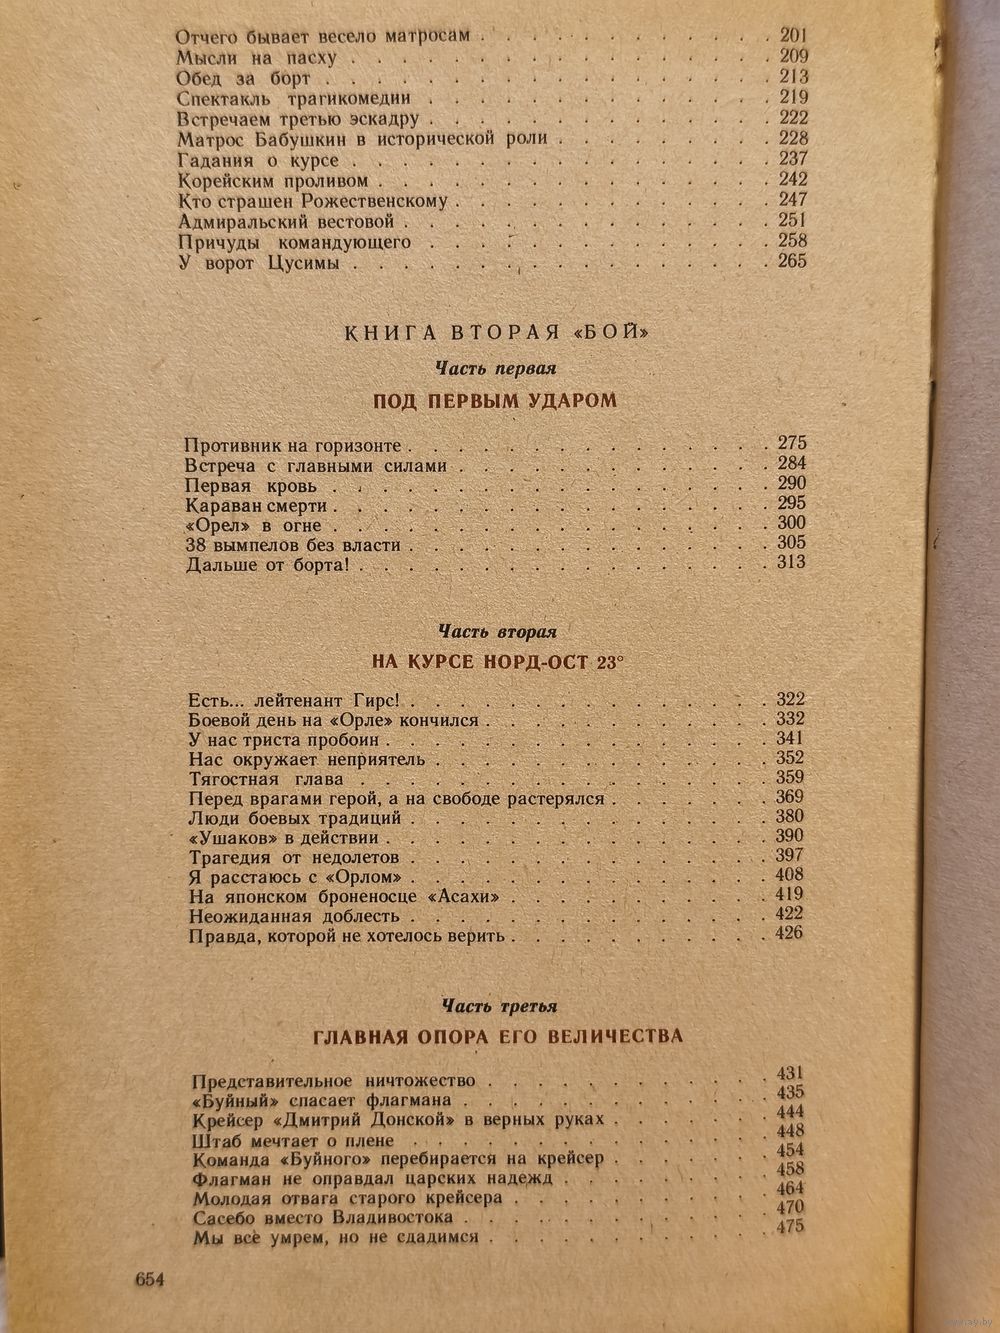 Отчего бывает весело матросам . . . . . . . . . . . . 201
Мысли на пасху . . . . . . . . . . . . . . . . . 209
Обед за борт . . . . . . . . . . . . . . . . . . 213
Спектакль трагикомедии . . . . . . . . . . . . . . 219
Встречаем третью эскадру . . . . . . . . . . . . . . 222
Матрос Бабушкин в исторической роли . . . . . . . . . 228
Гадания о курсе . . . . . . . . . . . . . . . . . 237
Корейским проливом . . . . . . . . . . . . . . . . 242
Кто страшен Рожественскому . . . . . . . . . . . . . 247
Адмиральский вестовой . . . . . . . . . . . . . . . 251
Причуды командующего . . . . . . . . . . . . . . 258
У ворот Цусимы . . . . . . . . . . . . . . . . . 265
КНИГА ВТОРАЯ «БОЙ»
Часть первая
ПОД ПЕРВЫМ УДАРОМ
Противник на горизонте . . . . . . . . . . . . . . . 275
Встреча с главными силами . . . . . . . . . . . . . 284
Первая кровь . . . . . . . . . . . . . . . . . . 290
Караван смерти . . . . . . . . . . . . . . . . . . 295
«Орел» в огне . . . . . . . . . . . . . . . . . . 300
38 вымпелов без власти . . . . . . . . . . . . . . . 305
Дальше от борта! . . . . . . . . . . . . . . . . . 313
Часть вторая
НА КУРСЕ НОРД-ОСТ 23°
Есть... лейтенант Гирс! . . . . . . . . . . . . . . . 322
Боевой день на «Орле» кончился . . . . . . . . . . . . 332
У нас триста пробоин . . . . . . . . . . . . . . . . 341
Нас окружает неприятель . . . . . . . . . . . . . . 352
Тягостная глава . . . . . . . . . . . . . . . . . 359
Перед врагами герой, а на свободе растерялся . . . . . . . 369
Люди боевых традиций . . . . . . . . . . . . . . . 380
«Ушаков» в действии . . . . . . . . . . . . . . . . 390
Трагедия от недолетов . . . . . . . . . . . . . . . 397
Я расстаюсь с «Орлом» . . . . . . . . . . . . . . . 408
На японском броненосце «Асахи» . . . . . . . . . . . 419
Неожиданная доблесть . . . . . . . . . . . . . . . 422
Правда, которой не хотелось верить . . . . . . . . . . . 426
Часть третья
ГЛАВНАЯ ОПОРА ЕГО ВЕЛИЧЕСТВА
Представительное ничтожество . . . . . . . . . . . . 431
«Буйный» спасает флагмана . . . . . . . . . . . . . 435
Крейсер «Дмитрий Донской» в верных руках . . . . . . . 444
Штаб мечтает о плене . . . . . . . . . . . . . . . 448
Команда «Буйного» перебирается на крейсер . . . . . . . 454
Флагман не оправдал царских надежд . . . . . . . . . 458
Молодая отвага старого крейсера . . . . . . . . . . . 464
Сасебо вместо Владивостока . . . . . . . . . . . . . 470
Мы все умрем, но не сдадимся . . . . . . . . . . . . 475
654